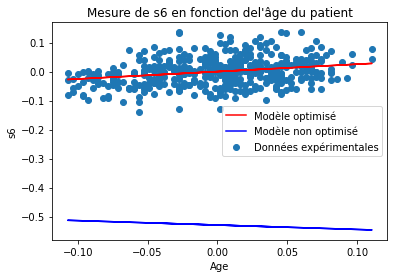 Mesure de s6 en fonction del'âge du patient
0.1
0.0
−0.1
−0.2
−0.3
−0.4
−0.5
s6
Modèle optimisé
Modèle non optimisé
Données expérimentales
−0.10
−0.05
0.00
0.05
0.10
Age